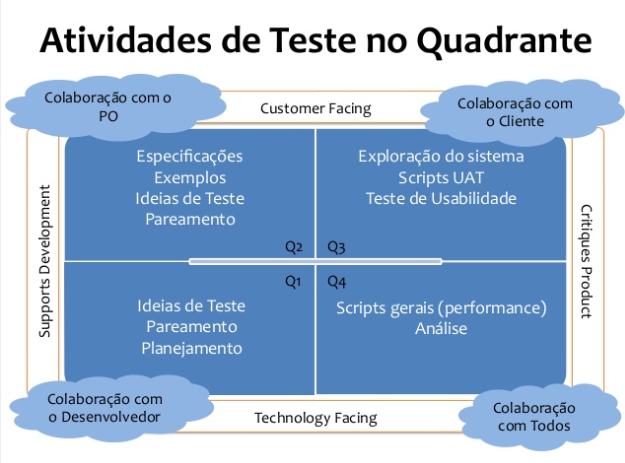 Atividades de Teste no Quadrante
Colaboração com o
PO
Customer Facing
Colaboração com
o Cliente
Especificações
Exemplos
Ideias de Teste
Pareamento
Q2
Exploração do sistema
Scripts UAT
Teste de Usabilidade
Q3
Supports Development
Critiques Product
Q1
Ideias de Teste
Pareamento
Planejamento
Q4
Scripts gerais (performance)
Análise
Colaboração com
o Desenvolvedor
Technology Facing
Colaboração
com Todos